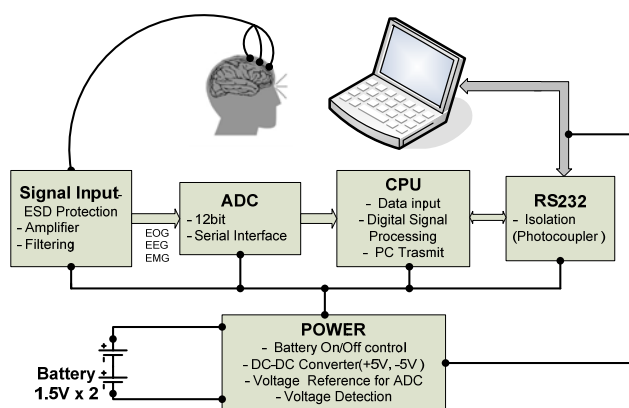 Signal Input-
ESD Protection
- Amplifier
- Filtering
EOG
EEG
EMG
ADC
- 12bit
- Serial Interface
CPU
- Data input
- Digital Signal
Processing
- PC Trasmit
RS232
- Isolation
(Photocoupler)
Battery
1.5V x 2
POWER
- Battery On/Off control
- DC-DC Converter(+5V, -5V)
- Voltage Reference for ADC
- Voltage Detection